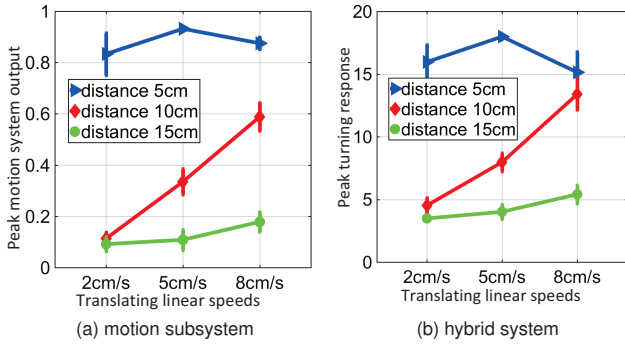 Peak motion system output
1
0.8
0.6
0.4
0.2
0
distance 5cm
distance 10cm
distance 15cm
2cm/s 5cm/s 8cm/s
Translating linear speeds
(a) motion subsystem
Peak turning response
20
15
10
5
0
distance 5cm
distance 10cm
distance 15cm
2cm/s 5cm/s 8cm/s
Translating linear speeds
(b) hybrid system